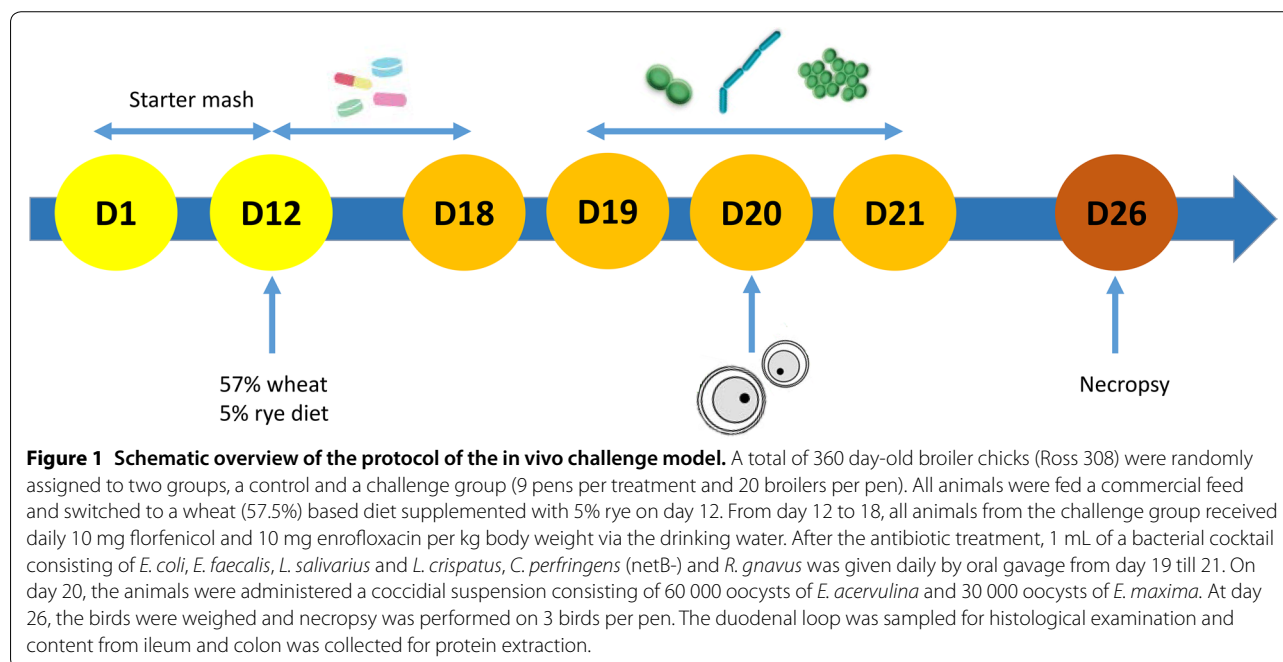 Starter mash
D1
D12
D18
D19
D20
D21
D26
57% wheat
5% rye diet
Necropsy
Figure 1 Schematic overview of the protocol of the in vivo challenge model. A total of 360 day-old broiler chicks (Ross 308) were randomly
assigned to two groups, a control and a challenge group (9 pens per treatment and 20 broilers per pen). All animals were fed a commercial feed
and switched to a wheat (57.5%) based diet supplemented with 5% rye on day 12. From day 12 to 18, all animals from the challenge group received
daily 10 mg florfenicol and 10 mg enrofloxacin per kg body weight via the drinking water. After the antibiotic treatment, 1 mL of a bacterial cocktail
consisting of E. coli, E. faecalis, L. salivarius and L. crispatus, C. perfringens (netB-) and R. gnavus was given daily by oral gavage from day 19 till 21. On
day 20, the animals were administered a coccidial suspension consisting of 60 000 oocysts of E. acervulina and 30 000 oocysts of E. maxima. At day
26, the birds were weighed and necropsy was performed on 3 birds per pen. The duodenal loop was sampled for histological examination and
content from ileum and colon was collected for protein extraction.